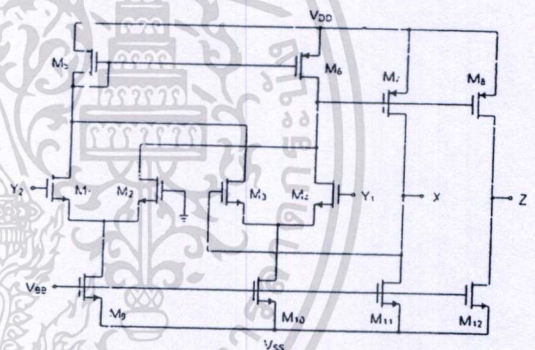 VDD
M5 M6 M7 M8
Y2 M1 M2 M3 M4 Y1 X Z
VBB M9 M10 M11 M12
VSS